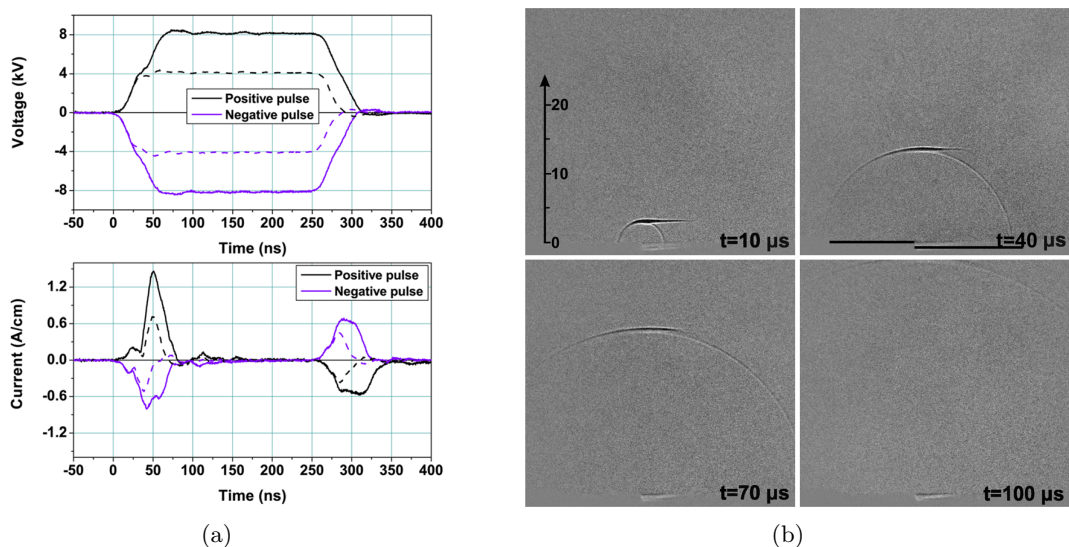 8
4
0
-4
-8
Voltage (kV)
Positive pulse
Negative pulse
-50 0 50 100 150 200 250 300 350 400
Time (ns)
1.2
0.6
0.0
-0.6
-1.2
Current (A/cm)
Positive pulse
Negative pulse
-50 0 50 100 150 200 250 300 350 400
Time (ns)
(a)
20
10
0
t=10 µs
t=40 µs
t=70 µs
t=100 µs
(b)